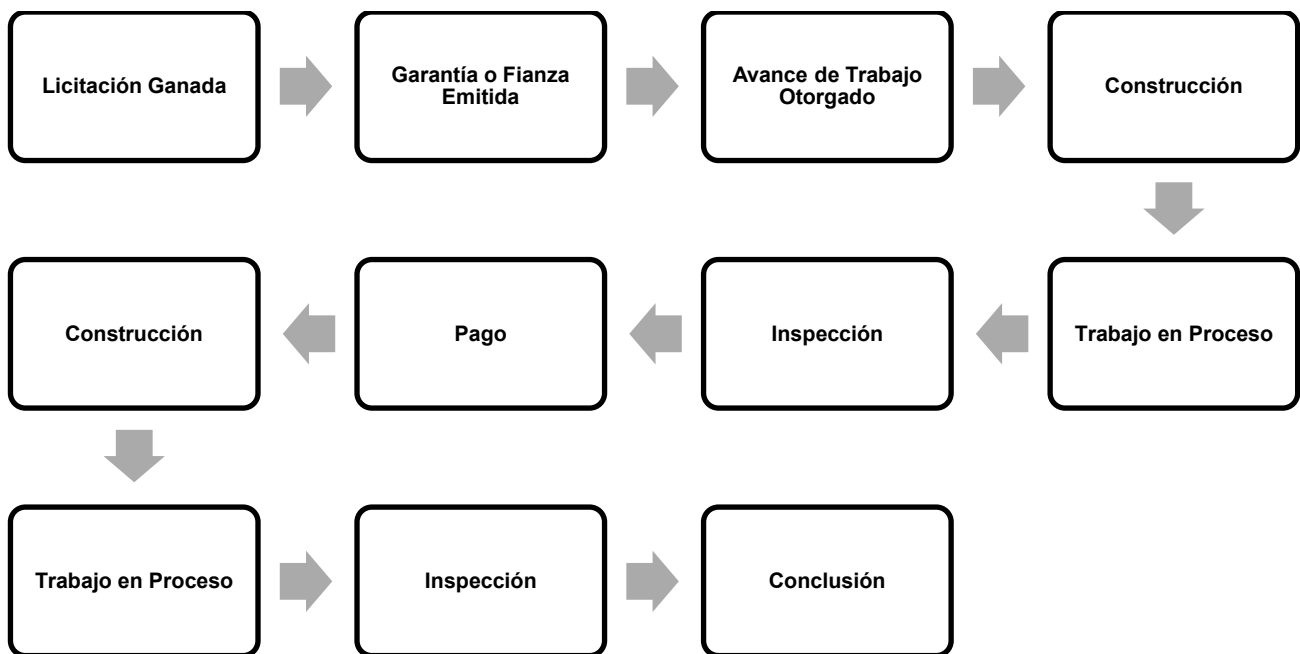 Licitación Ganada
Garantía o Fianza
Emitida
Avance de Trabajo
Otorgado
Construcción
Trabajo en Proceso
Inspección
Pago
Construcción
Trabajo en Proceso
Inspección
Conclusión